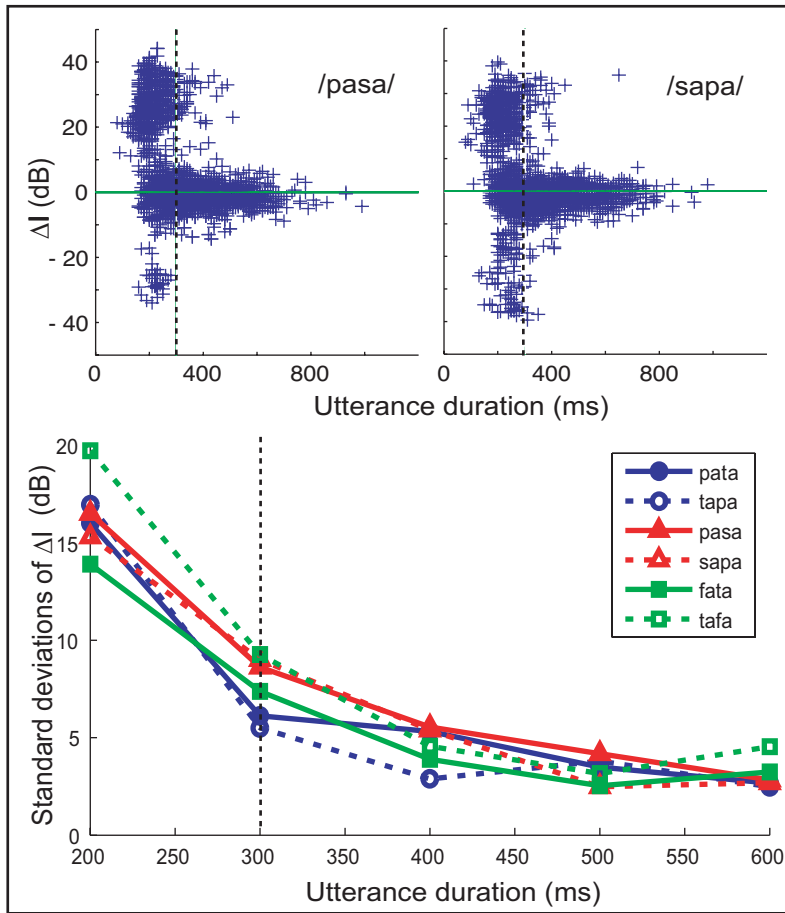 /pasa/
/sapa/
ΔI (dB)
40
20
0
- 20
- 40
0
400
800
0
400
800
Utterance duration (ms)
Standard deviations of ΔI (dB)
20
15
10
5
0
200
250
300
350
400
450
500
550
600
Utterance duration (ms)
pata
tapa
pasa
sapa
fata
tafa